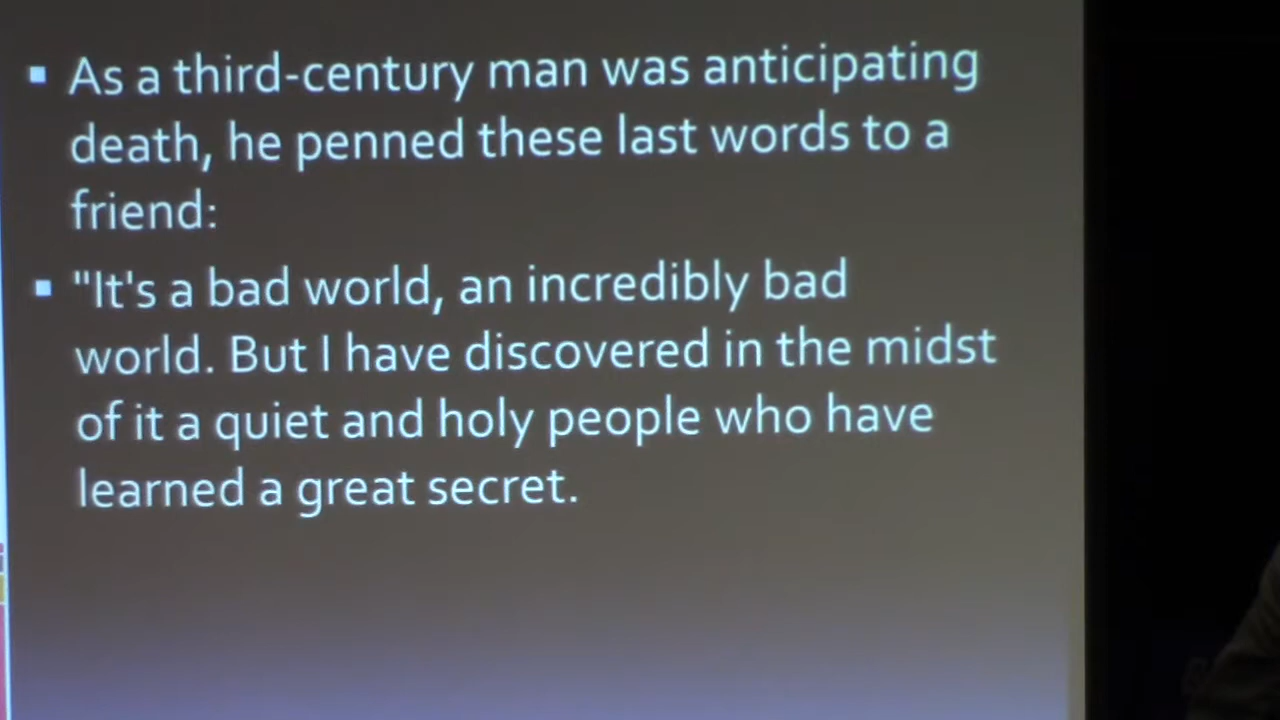 ▪ As a third-century man was anticipating
death, he penned these last words to a
friend:
▪ "It's a bad world, an incredibly bad
world. But I have discovered in the midst
of it a quiet and holy people who have
learned a great secret.